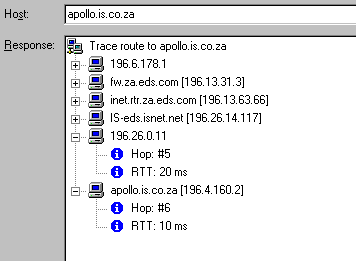 Host: apollo.is.co.za
Response: Trace route to apollo.is.co.za
196.6.178.1
fw.za.eds.com [196.13.31.3]
inet.rtr.za.eds.com [196.13.63.66]
IS-eds.isnet.net [196.26.14.117]
196.26.0.11
Hop: #5
RTT: 20 ms
apollo.is.co.za [196.4.160.2]
Hop: #6
RTT: 10 ms